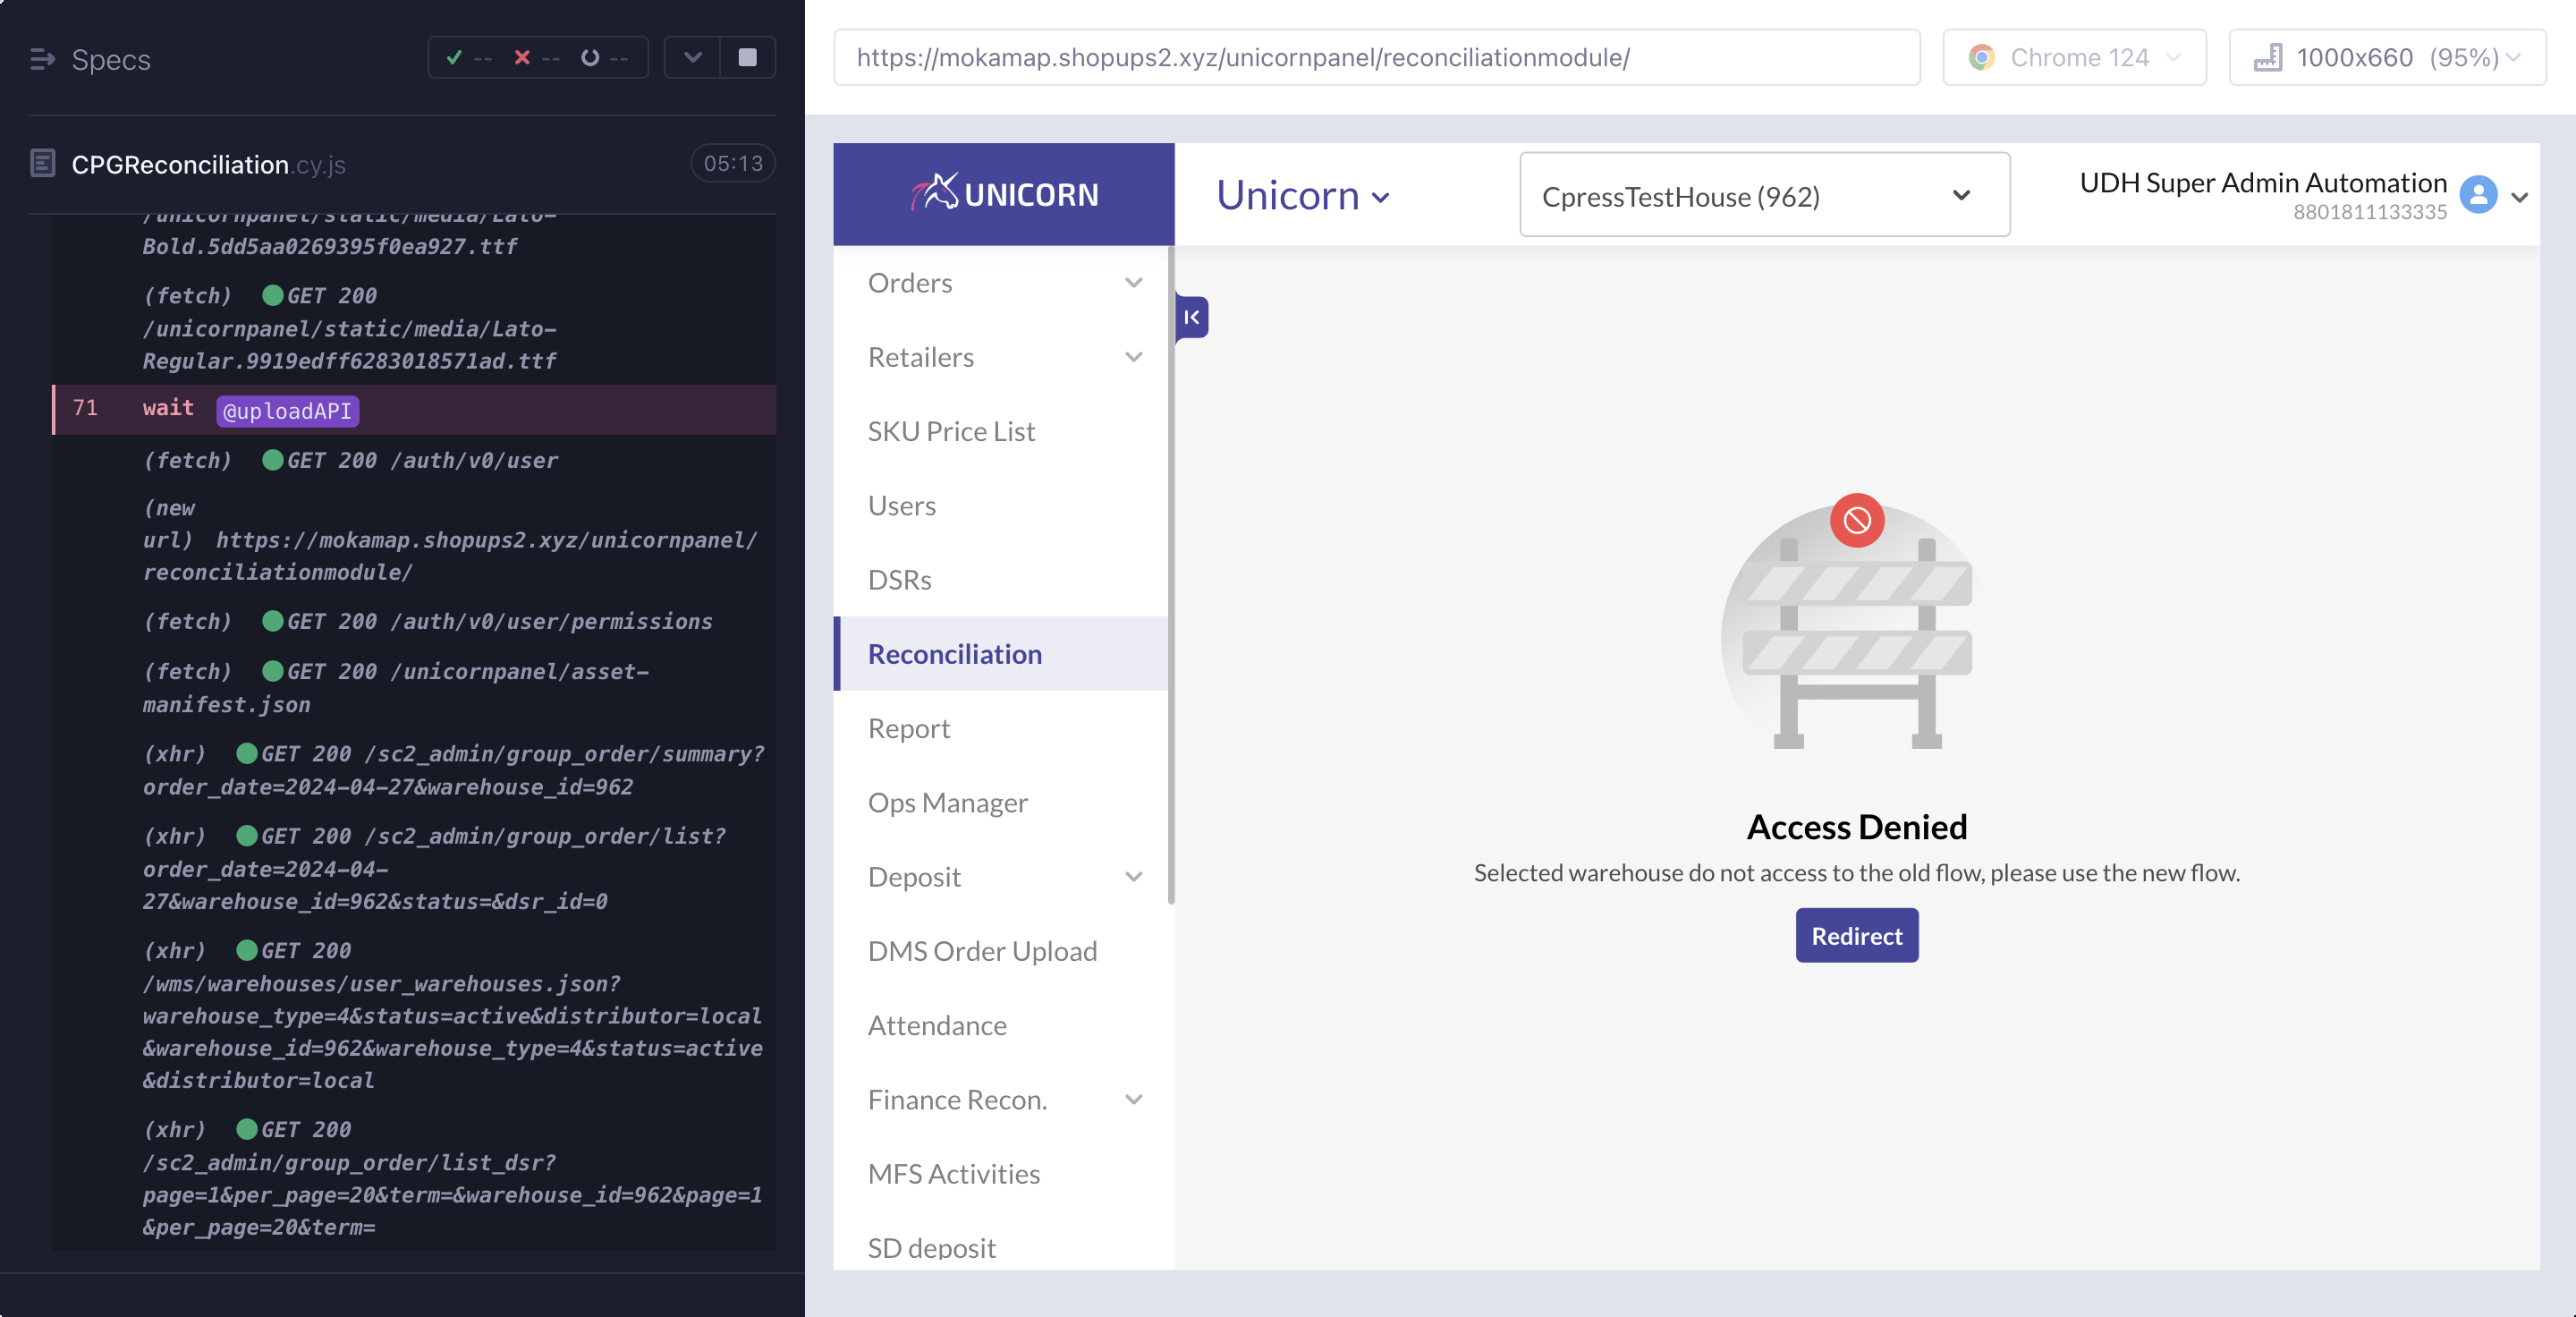 Specs
-- -- --
CPGReconciliation.cy.js
05:13
/unicornpanel/static/media/Lato-
Bold.5dd5aa0269395f0ea927.ttf
(fetch) GET 200
/unicornpanel/static/media/Lato-
Regular.9919edff6283018571ad.ttf
71 wait @uploadAPI
(fetch) GET 200 /auth/v0/user
(new
url) https://mokamap.shopups2.xyz/unicornpanel/
reconciliationmodule/
(fetch) GET 200 /auth/v0/user/permissions
(fetch) GET 200 /unicornpanel/asset-
manifest.json
(xhr) GET 200 /sc2_admin/group_order/summary?
order_date=2024-04-27&warehouse_id=962
(xhr) GET 200 /sc2_admin/group_order/list?
order_date=2024-04-
27&warehouse_id=962&status=&dsr_id=0
(xhr) GET 200
/wms/warehouses/user_warehouses.json?
warehouse_type=4&status=active&distributor=local
&warehouse_id=962&warehouse_type=4&status=active
&distributor=local
(xhr) GET 200
/sc2_admin/group_order/list_dsr?
page=1&per_page=20&term=&warehouse_id=962&page=1
&per_page=20&term=
https://mokamap.shopups2.xyz/unicornpanel/reconciliationmodule/
Chrome 124
1000x660 (95%)
UNICORN
Unicorn
CpressTestHouse (962)
UDH Super Admin Automation
8801811133335
Orders
Retailers
SKU Price List
Users
DSRs
Reconciliation
Report
Ops Manager
Deposit
DMS Order Upload
Attendance
Finance Recon.
MFS Activities
SD deposit
Access Denied
Selected warehouse do not access to the old flow, please use the new flow.
Redirect